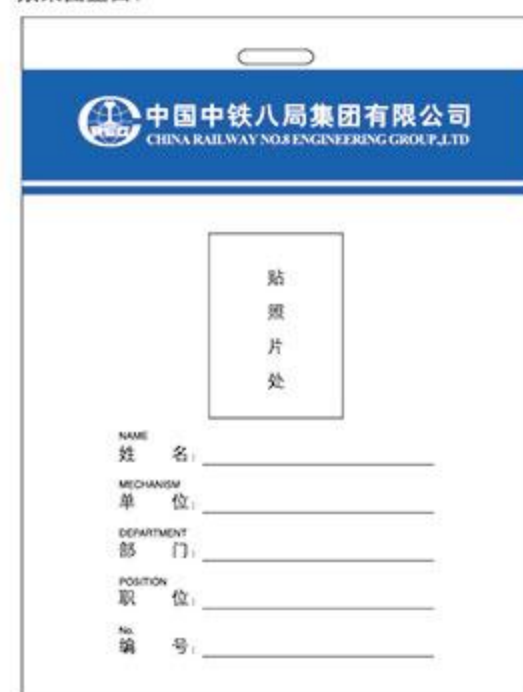 中国中铁八局集团有限公司
CHINA RAILWAY NO.8 ENGINEERING GROUP.,LTD
贴
照
片
处
NAME
姓 名:
MECHANISM
单 位:
DEPARTMENT
部 门:
POSITION
职 位:
No.
编 号: